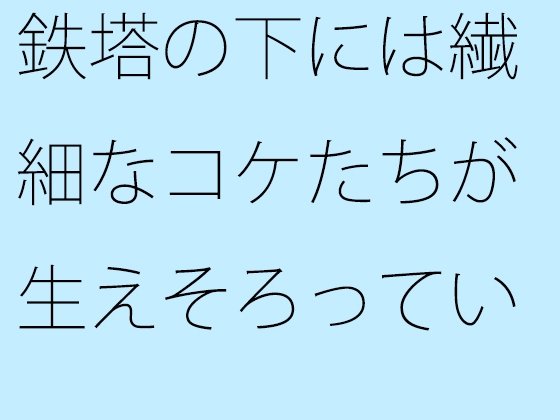 鉄塔の下には繊
細なコケたちが
生えそろってい